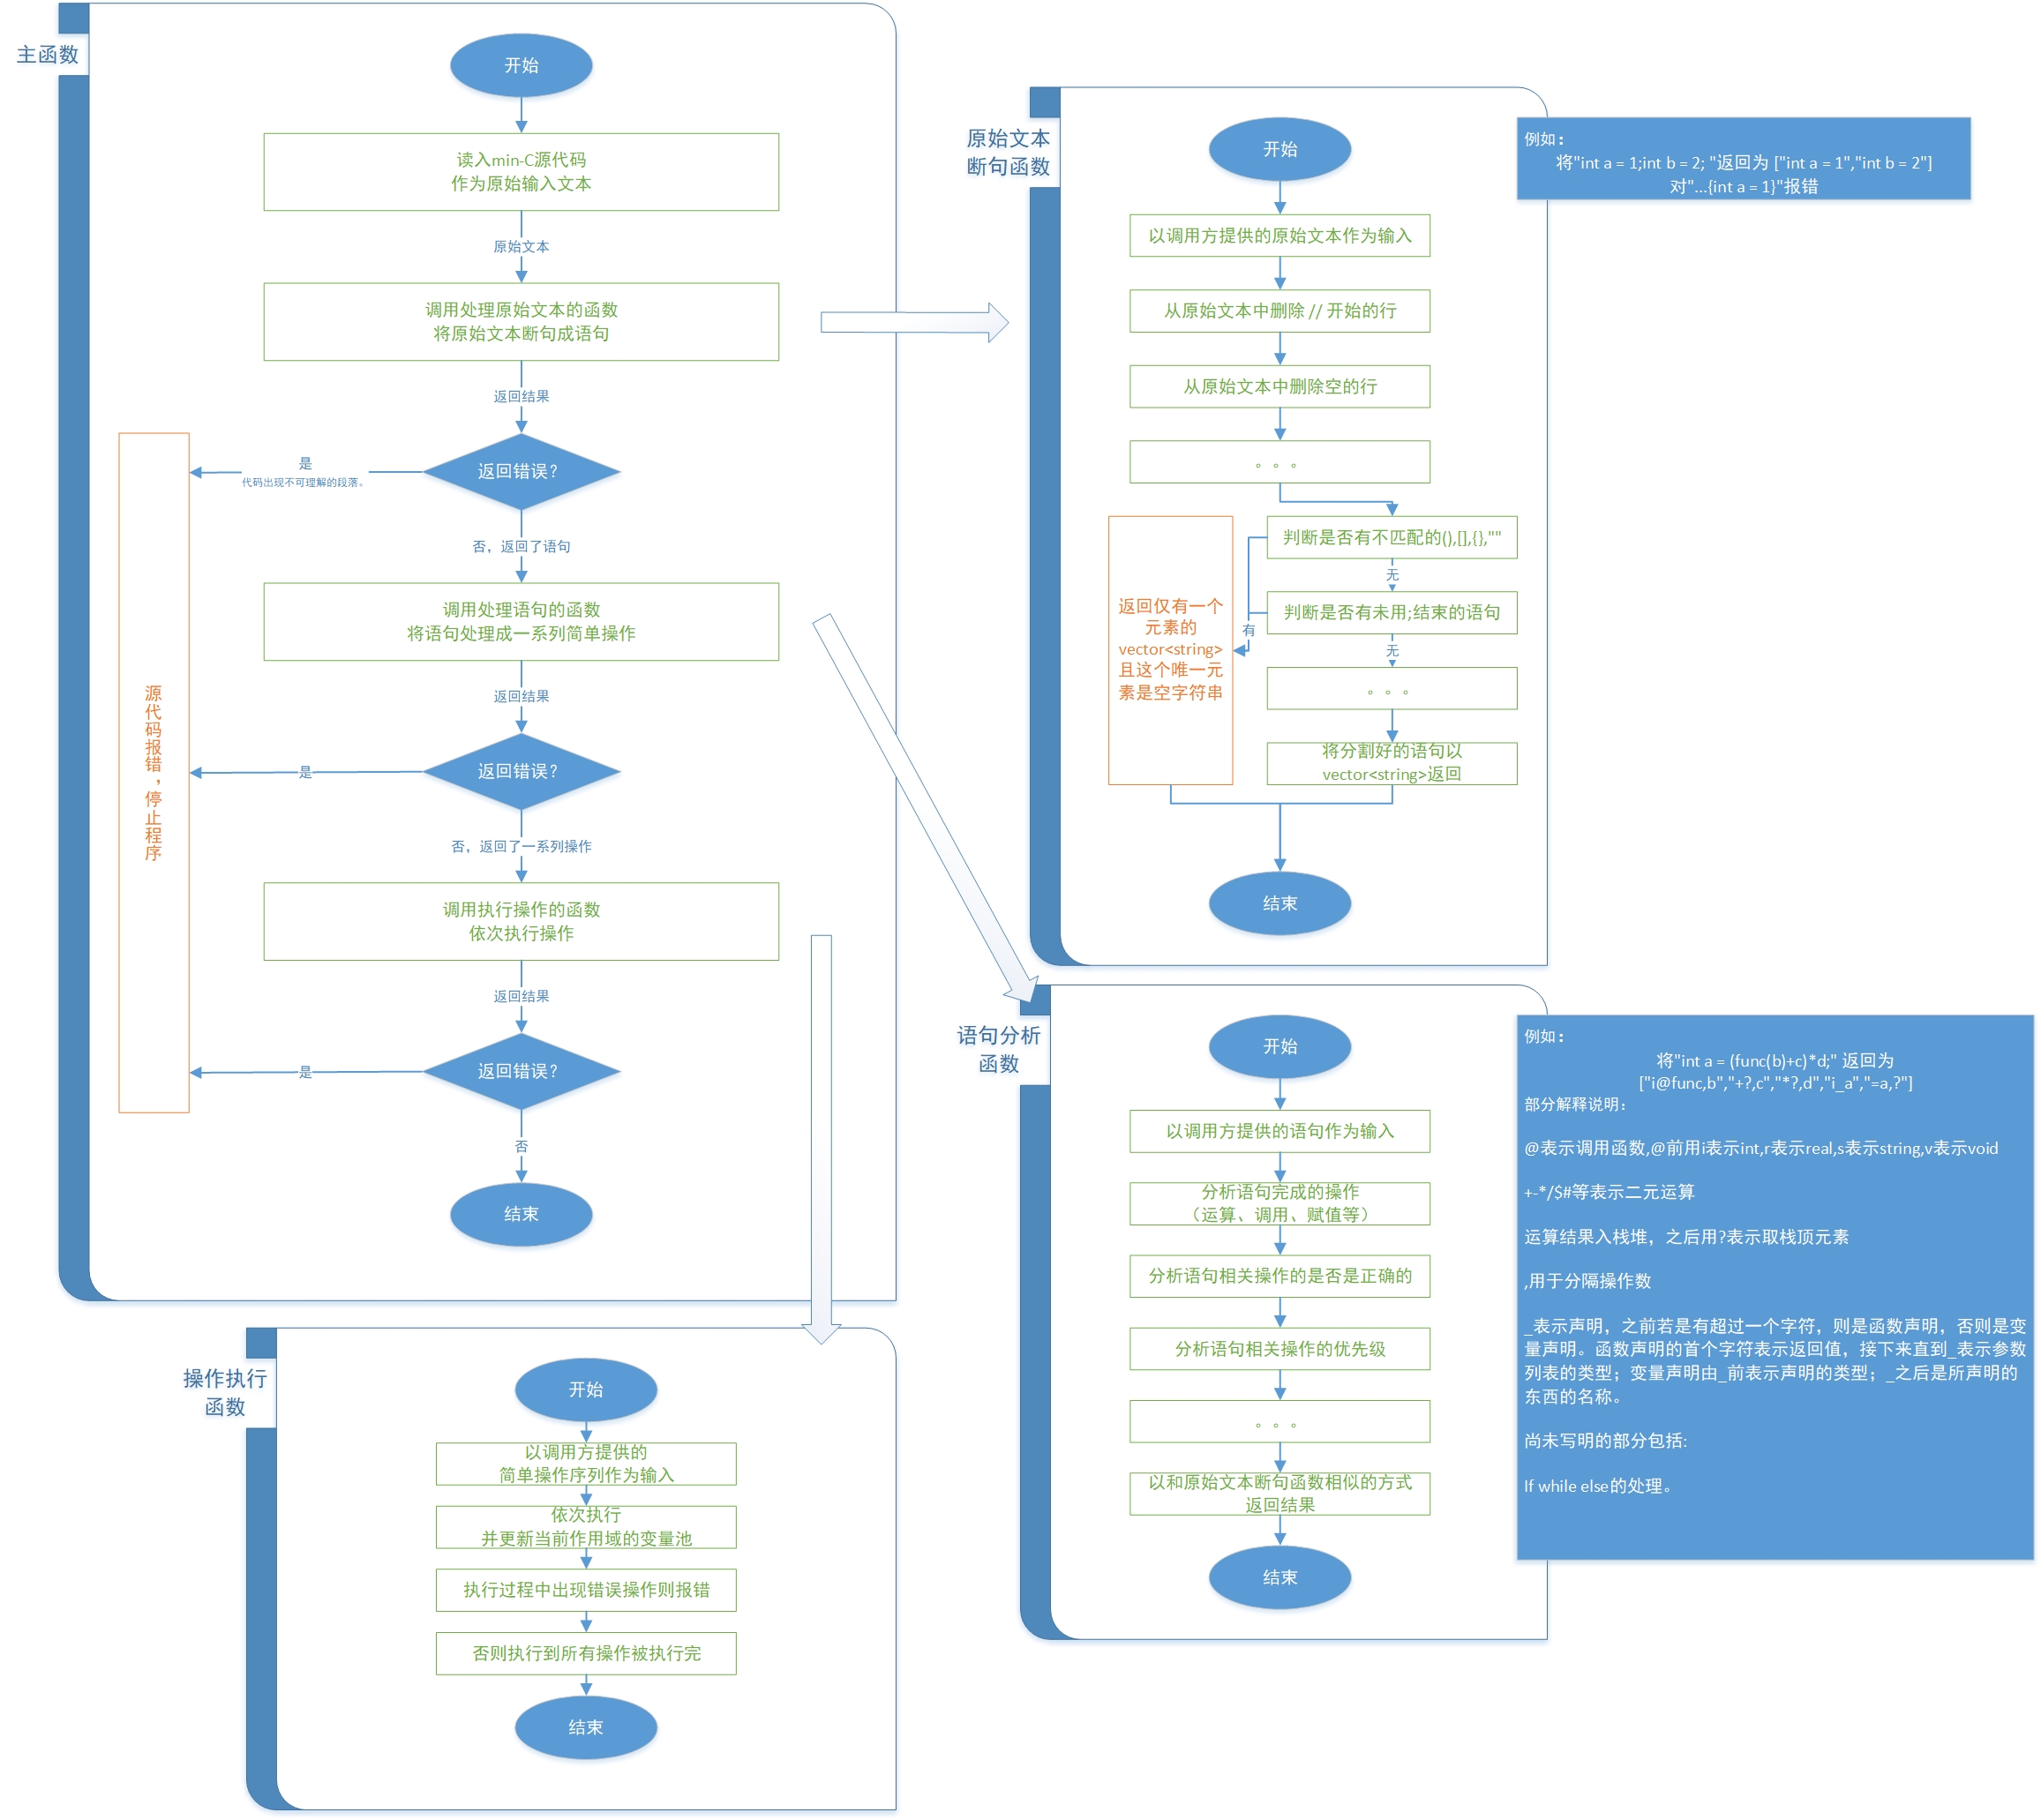 主函数
开始
读入min-C源代码
作为原始输入文本
原始文本
调用处理原始文本的函数
将原始文本断句成语句
返回结果
返回错误?
是
代码出现不可理解的段落。
否，返回了语句
调用处理语句的函数
将语句处理成一系列简单操作
返回结果
返回错误?
是
否，返回了一系列操作
调用执行操作的函数
依次执行操作
返回结果
返回错误?
是
否
结束
源代码报错，停止程序
原始文本
断句函数
开始
以调用方提供的原始文本作为输入
从原始文本中删除 // 开始的行
从原始文本中删除空的行
。。。
判断是否有不匹配的(),[],{},""
无
判断是否有未用;结束的语句
有
无
。。。
将分割好的语句以
vector<string>返回
返回仅有一个
元素的
vector<string>
且这个唯一元
素是空字符串
结束
例如：
将"int a = 1;int b = 2; "返回为 ["int a = 1","int b = 2"]
对"...{int a = 1}"报错
语句分析
函数
开始
以调用方提供的语句作为输入
分析语句完成的操作
（运算、调用、赋值等）
分析语句相关操作的是否是正确的
分析语句相关操作的优先级
。。。
以和原始文本断句函数相似的方式
返回结果
结束
例如：
将"int a = (func(b)+c)*d;" 返回为
["i@func,b","+?,c","*?,d","i_a","=a,?"]
部分解释说明：
@表示调用函数,@前用i表示int,r表示real,s表示string,v表示void
+-*/$#等表示二元运算
运算结果入栈堆，之后用?表示取栈顶元素
,用于分隔操作数
_表示声明，之前若是有超过一个字符，则是函数声明，否则是变
量声明。函数声明的首个字符表示返回值，接下来直到_表示参数
列表的类型；变量声明由_前表示声明的类型；_之后是所声明的
东西的名称。
尚未写明的部分包括:
If while else的处理。
操作执行
函数
开始
以调用方提供的
简单操作序列作为输入
依次执行
并更新当前作用域的变量池
执行过程中出现错误操作则报错
否则执行到所有操作被执行完
结束